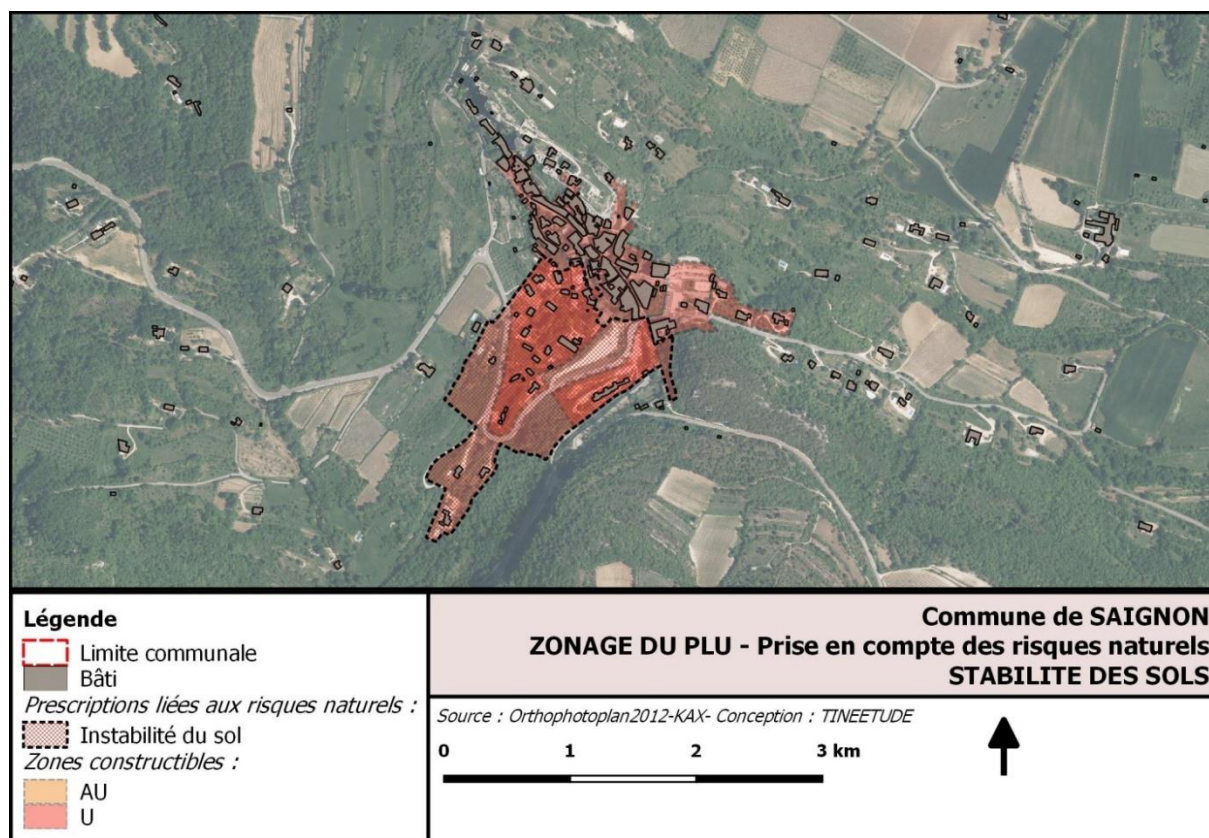 Légende
Limite communale
Bâti
Prescriptions liées aux risques naturels :
Instabilité du sol
Zones constructibles :
AU
U
Commune de SAIGNON
ZONAGE DU PLU - Prise en compte des risques naturels
STABILITE DES SOLS
Source : Orthophotoplan2012-KAX- Conception : TINEETUDE
0 1 2 3 km